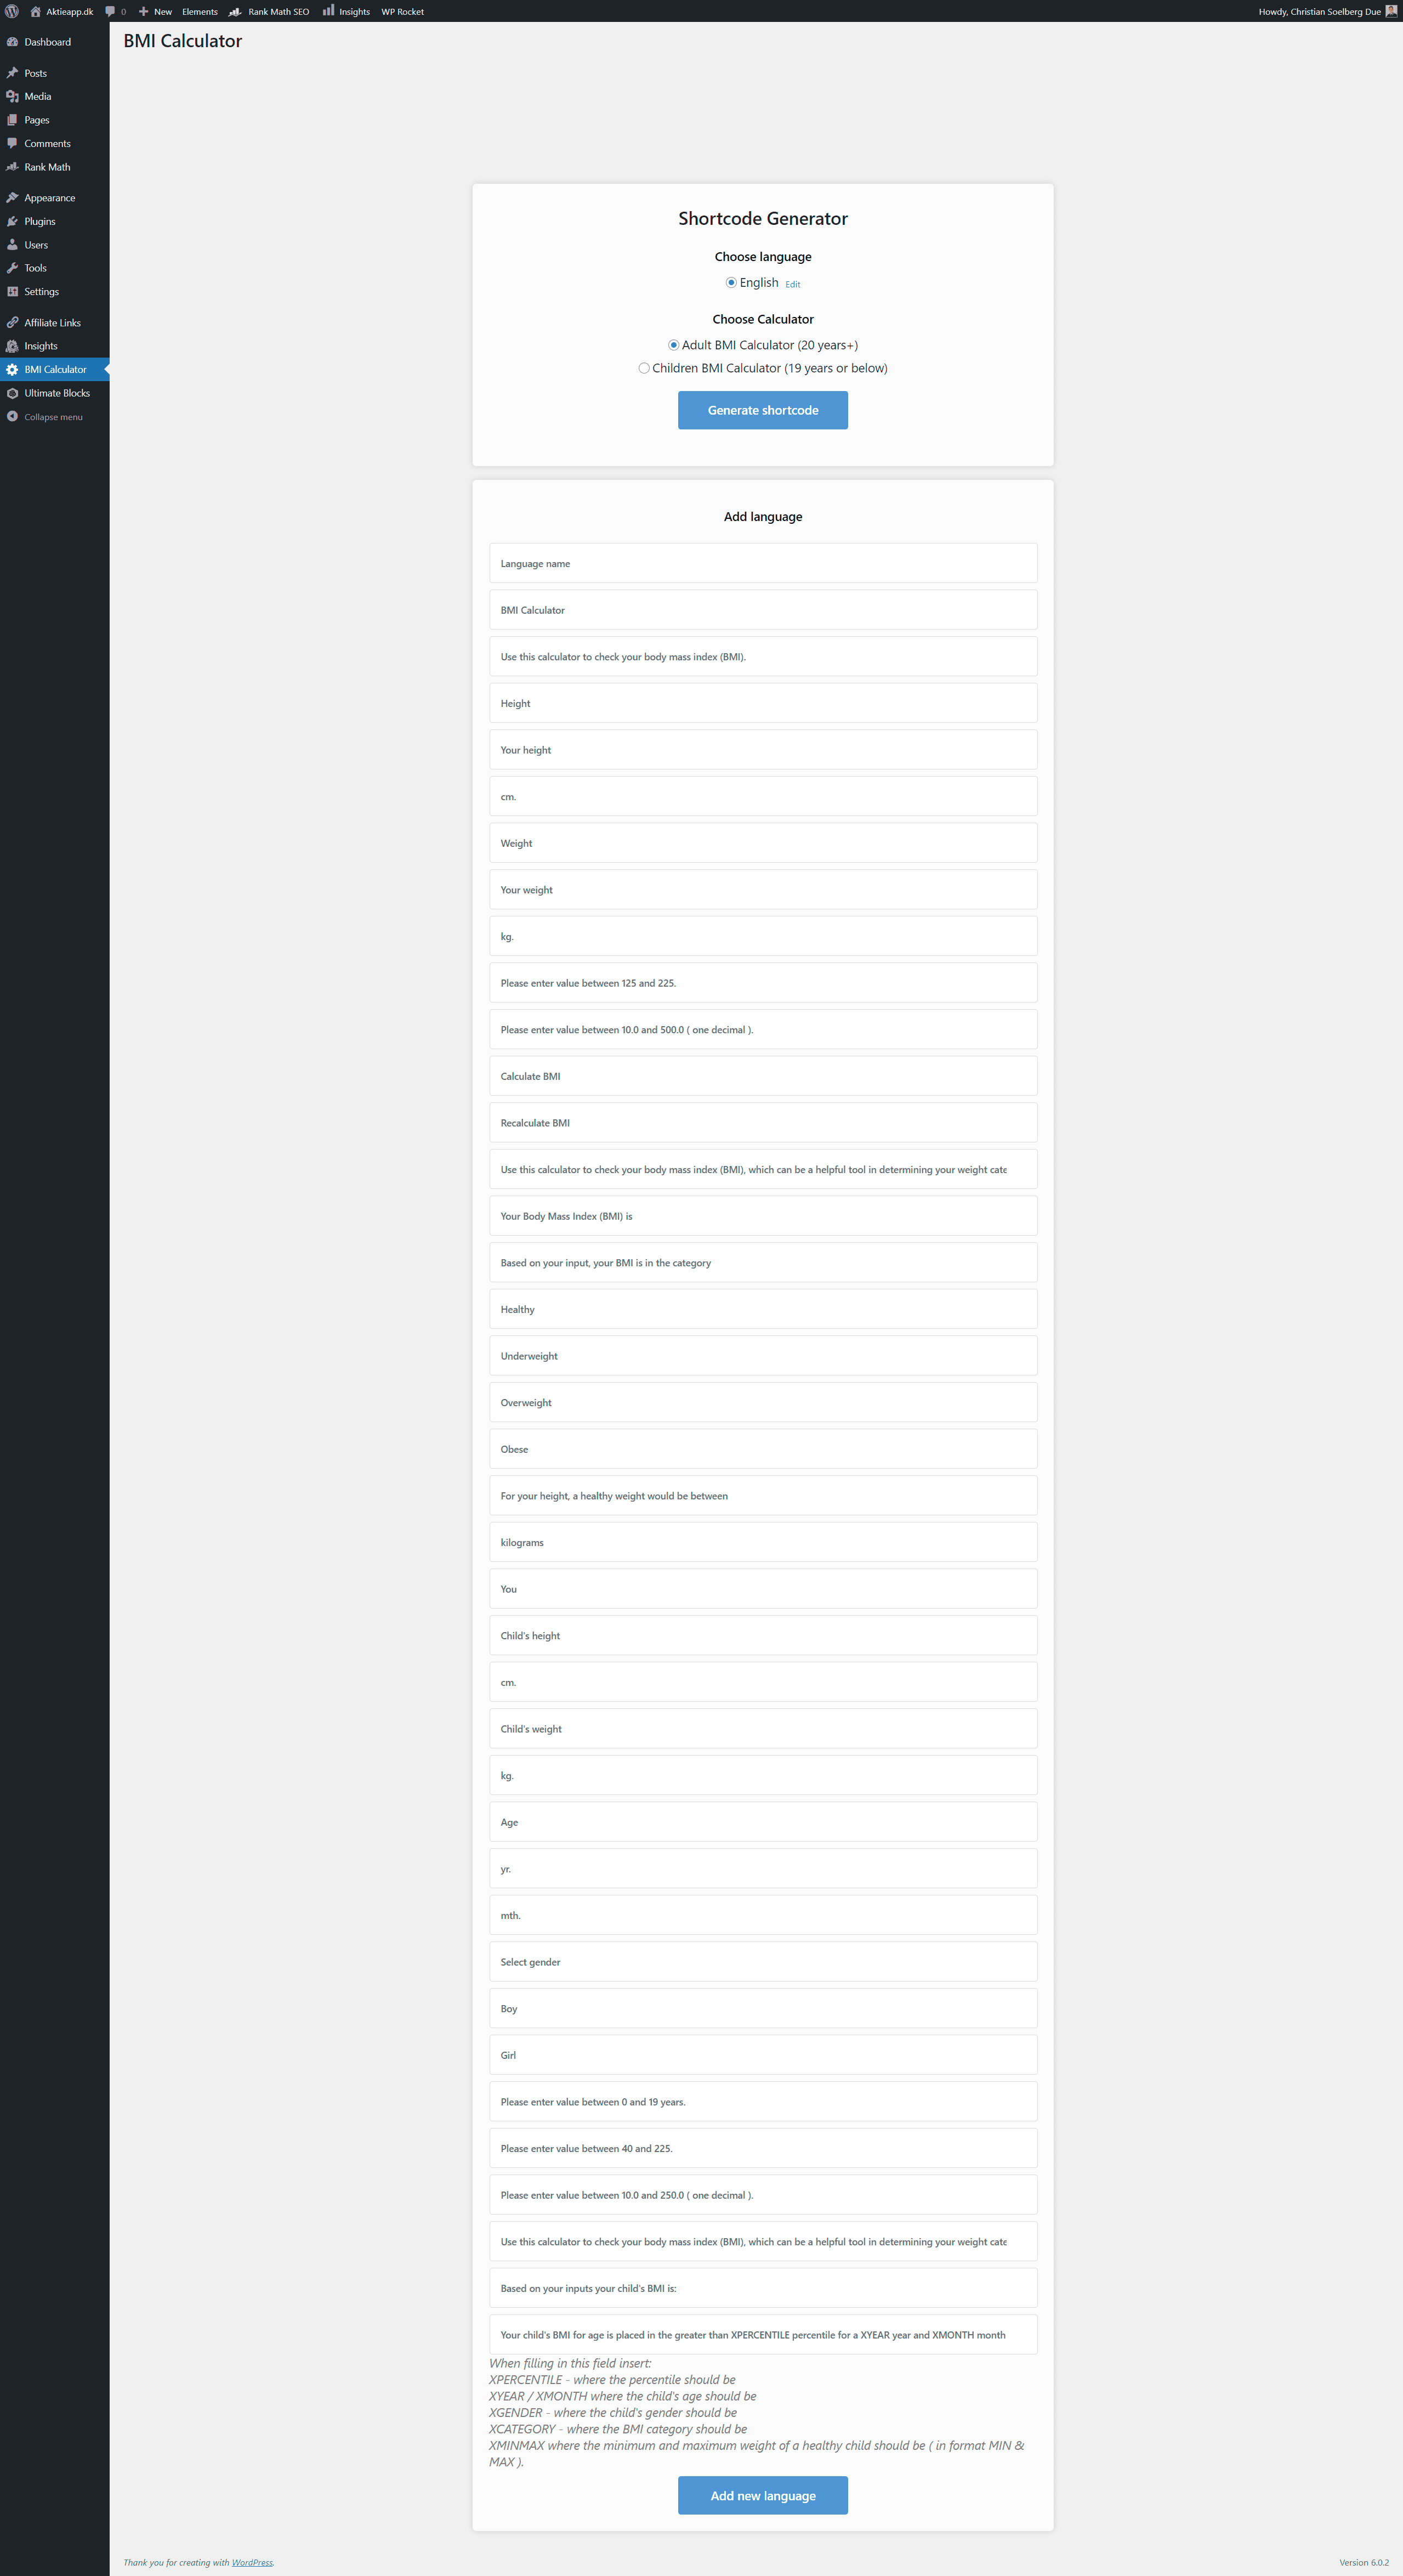 Aktieapp.dk 0 New Elements Rank Math SEO Insights WP Rocket Howdy, Christian Soelberg Due
Dashboard
Posts
Media
Pages
Comments
Rank Math
Appearance
Plugins
Users
Tools
Settings
Affiliate Links
Insights
BMI Calculator
Ultimate Blocks
Collapse menu
BMI Calculator
Shortcode Generator
Choose language
English Edit
Choose Calculator
Adult BMI Calculator (20 years+)
Children BMI Calculator (19 years or below)
Generate shortcode
Add language
Language name
BMI Calculator
Use this calculator to check your body mass index (BMI).
Height
Your height
cm.
Weight
Your weight
kg.
Please enter value between 125 and 225.
Please enter value between 10.0 and 500.0 ( one decimal ).
Calculate BMI
Recalculate BMI
Use this calculator to check your body mass index (BMI), which can be a helpful tool in determining your weight cate
Your Body Mass Index (BMI) is
Based on your input, your BMI is in the category
Healthy
Underweight
Overweight
Obese
For your height, a healthy weight would be between
kilograms
You
Child's height
cm.
Child's weight
kg.
Age
yr.
mth.
Select gender
Boy
Girl
Please enter value between 0 and 19 years.
Please enter value between 40 and 225.
Please enter value between 10.0 and 250.0 ( one decimal ).
Use this calculator to check your body mass index (BMI), which can be a helpful tool in determining your weight cate
Based on your inputs your child's BMI is:
Your child's BMI for age is placed in the greater than XPERCENTILE percentile for a XYEAR year and XMONTH month
When filling in this field insert:
XPERCENTILE - where the percentile should be
XYEAR / XMONTH where the child's age should be
XGENDER - where the child's gender should be
XCATEGORY - where the BMI category should be
XMINMAX where the minimum and maximum weight of a healthy child should be ( in format MIN &
MAX ).
Add new language
Thank you for creating with WordPress.
Version 6.0.2